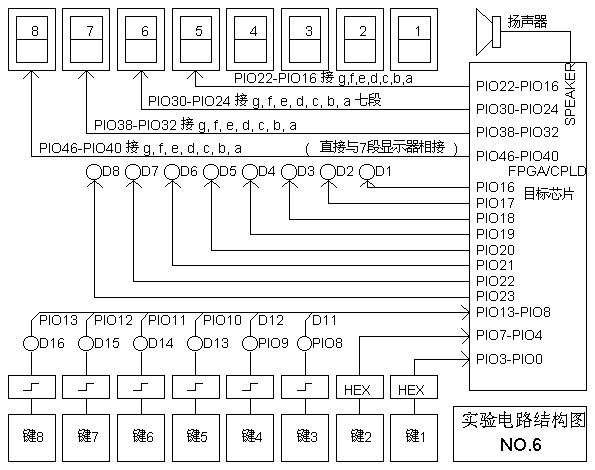 8 7 6 5 4 3 2 1
扬声器
SPEAKER
PIO22-PIO16 接 g,f,e,d,c,b,a
PIO22-PIO16
PIO30-PIO24 接 g, f, e, d, c, b, a 七段
PIO30-PIO24
PIO38-PIO32 接 g, f, e, d, c, b, a
PIO38-PIO32
PIO46-PIO40 接 g, f, e, d, c, b, a ( 直接与7段显示器相接 )
PIO46-PIO40
FPGA/CPLD
目标芯片
D8 D7 D6 D5 D4 D3 D2 D1
PIO16
PIO17
PIO18
PIO19
PIO20
PIO21
PIO22
PIO23
PIO13-PIO8
PIO7-PIO4
PIO3-PIO0
PIO13 PIO12 PIO11 PIO10 D12 D11
D16 D15 D14 D13 PIO9 PIO8
HEX HEX
键8 键7 键6 键5 键4 键3 键2 键1
实验电路结构图
NO.6